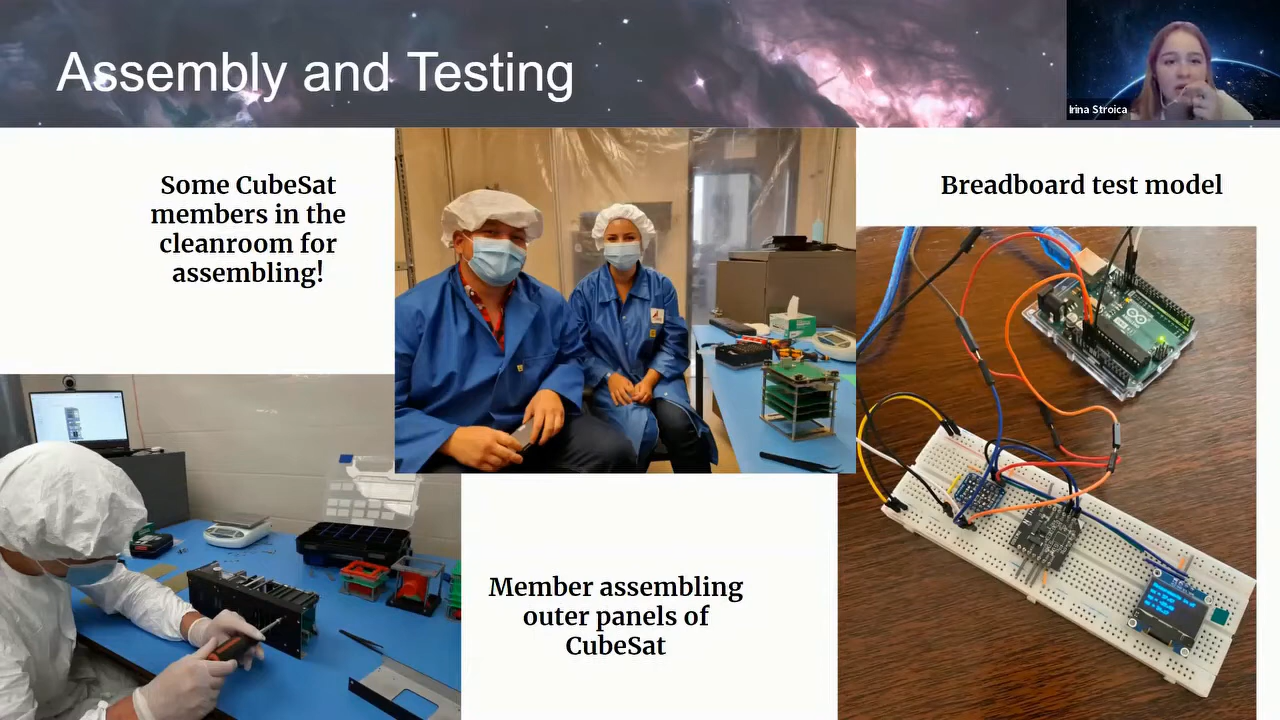 Assembly and Testing
Irina Stroica
Some CubeSat
members in the
cleanroom for
assembling!
Breadboard test model
Member assembling
outer panels of
CubeSat